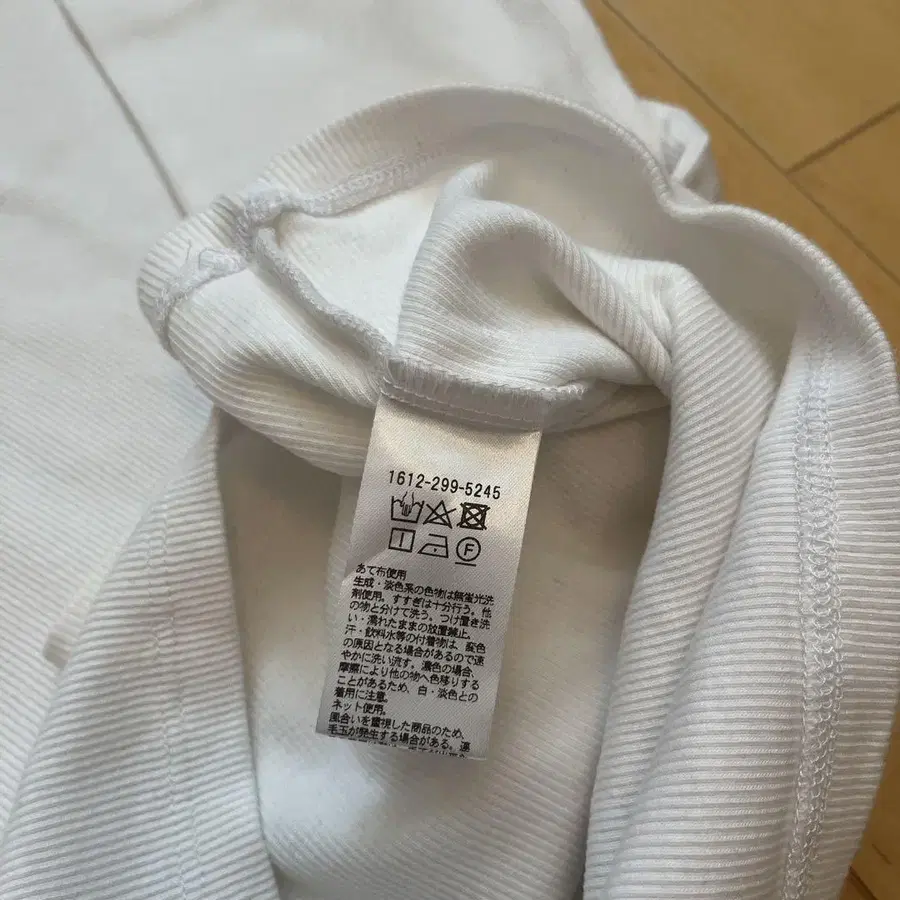 1612-299-5245
F
あて布使用
生成・淡色系の色物は無蛍光洗
剤使用。すすぎは十分行う。他
の物と分けて洗う。つけ置き洗
い・濡れたままの放置禁止。
汗・飲料水等の付着物は、変色
の原因となる場合があるので速
やかに洗い流す。濃色の場合、
摩擦により他の物へ色移りする
ことがあるため、白・淡色との
着用に注意。
ネット使用。
風合いを重視した商品のため、
毛玉が発生する場合がある。連